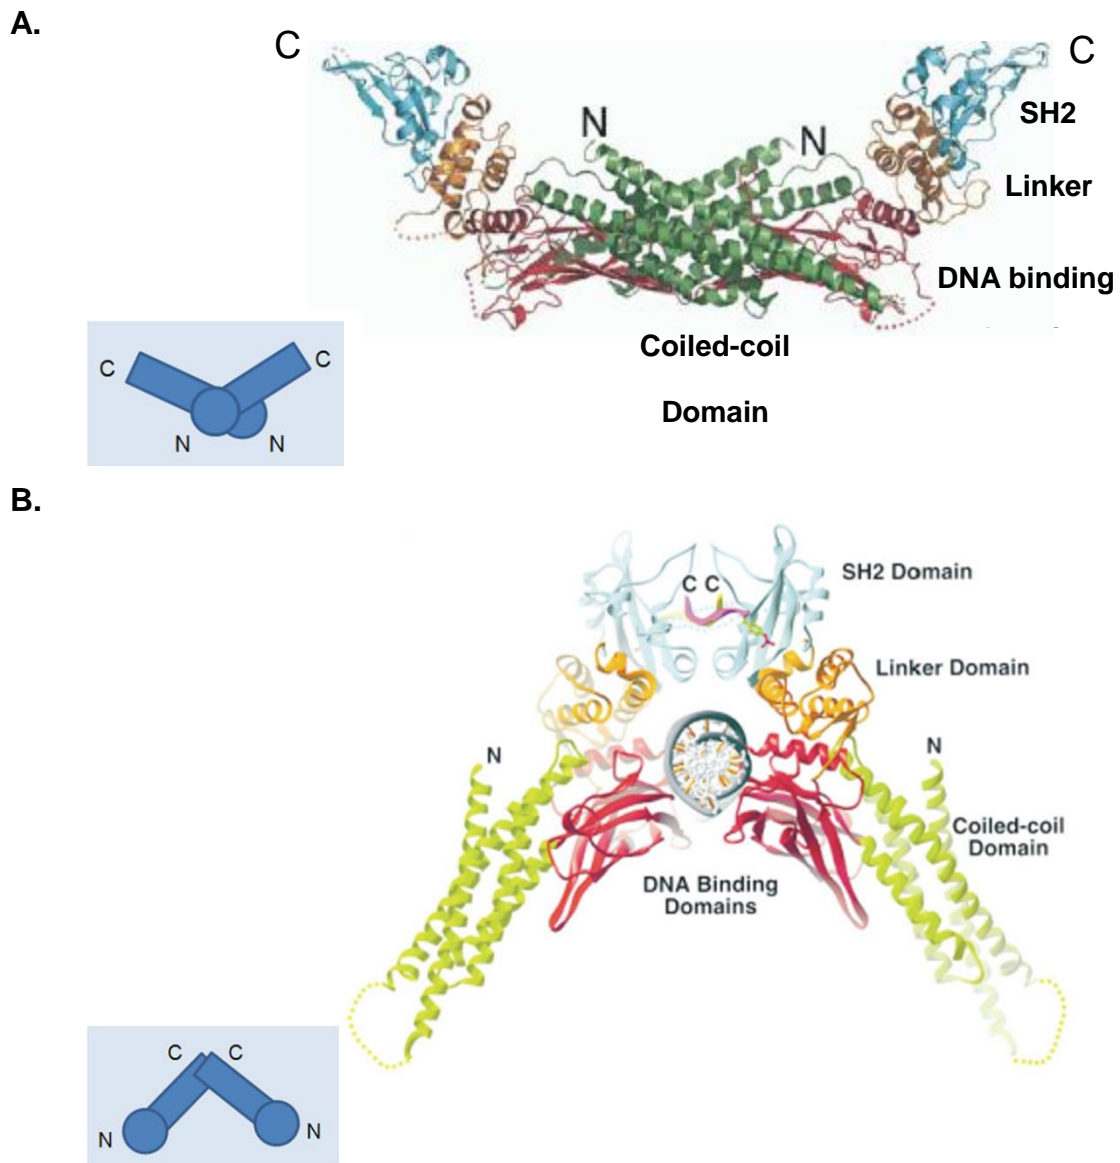 A.
C
C
N
N
SH2
Linker
DNA binding
Coiled-coil
Domain
C
C
N
N
B.
SH2 Domain
C C
Linker Domain
N
N
Coiled-coil
Domain
DNA Binding
Domains
C
C
N
N